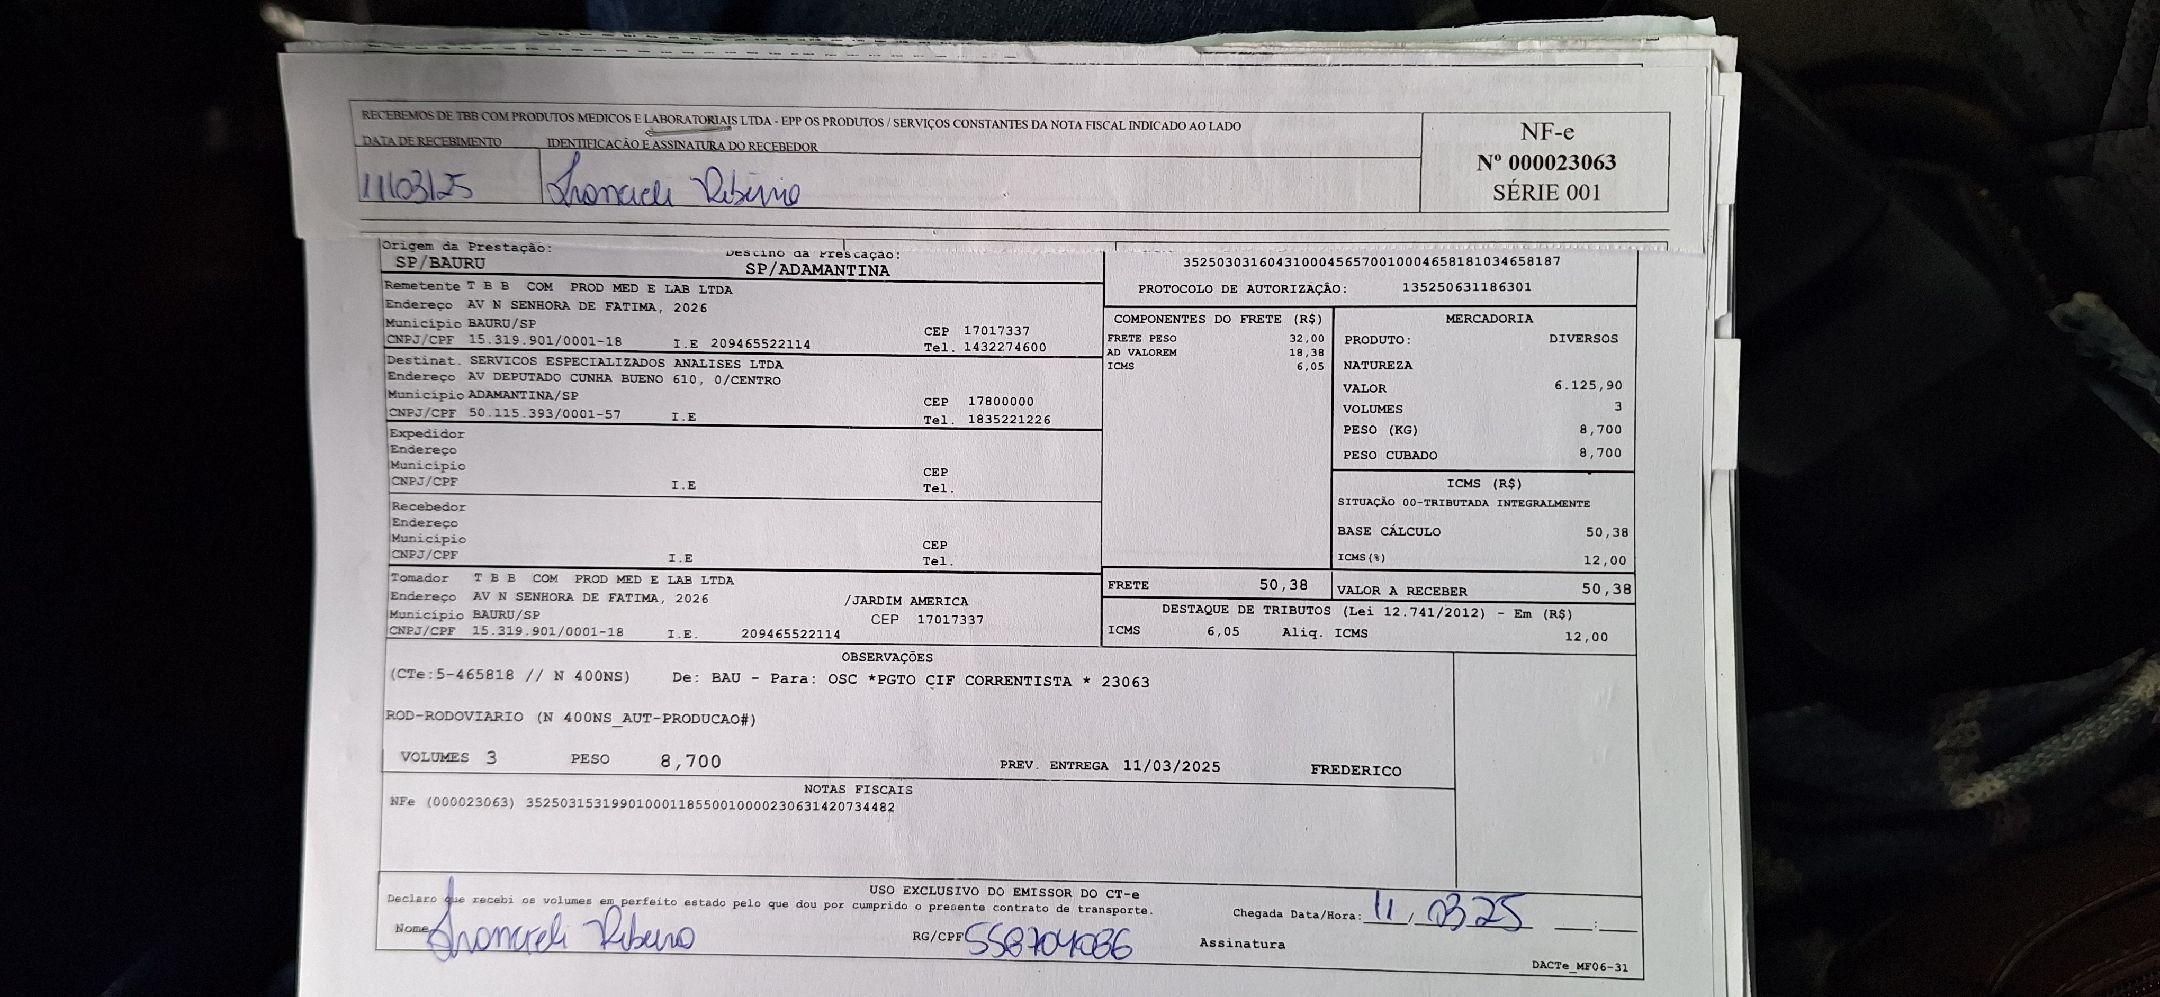 RECEBEMOS DE TBB COM PRODUTOS MEDICOS E LABORATORIAIS LTDA - EPP OS PRODUTOS / SERVIÇOS CONSTANTES DA NOTA FISCAL INDICADO AO LADO
DATA DE RECEBIMENTO IDENTIFICAÇÃO E ASSINATURA DO RECEBEDOR
11/03/25
NF-e
Nº 000023063
SÉRIE 001
Origem da Prestação: Destino da Prestação:
SP/BAURU SP/ADAMANTINA
Remetente T B B COM PROD MED E LAB LTDA
Endereço AV N SENHORA DE FATIMA, 2026
Município BAURU/SP CEP 17017337
CNPJ/CPF 15.319.901/0001-18 I.E 209465522114 Tel. 1432274600
Destinat. SERVICOS ESPECIALIZADOS ANALISES LTDA
Endereço AV DEPUTADO CUNHA BUENO 610, 0/CENTRO
Município ADAMANTINA/SP CEP 17800000
CNPJ/CPF 50.115.393/0001-57 I.E Tel. 1835221226
Expedidor
Endereço
Município CEP
CNPJ/CPF I.E Tel.
Recebedor
Endereço
Município CEP
CNPJ/CPF I.E Tel.
Tomador T B B COM PROD MED E LAB LTDA
Endereço AV N SENHORA DE FATIMA, 2026 /JARDIM AMERICA
Município BAURU/SP CEP 17017337
CNPJ/CPF 15.319.901/0001-18 I.E. 209465522114
35250303160431000456570010004658181034658187
PROTOCOLO DE AUTORIZAÇÂO: 135250631186301
COMPONENTES DO FRETE (R$)
FRETE PESO 32,00
AD VALOREM 18,38
ICMS 6,05
MERCADORIA
PRODUTO: DIVERSOS
NATUREZA
VALOR 6.125,90
VOLUMES 3
PESO (KG) 8,700
PESO CUBADO 8,700
ICMS (R$)
SITUAÇÃO 00-TRIBUTADA INTEGRALMENTE
BASE CÁLCULO 50,38
ICMS(%) 12,00
FRETE 50,38 VALOR A RECEBER 50,38
DESTAQUE DE TRIBUTOS (Lei 12.741/2012) - Em (R$)
ICMS 6,05 Aliq. ICMS 12,00
OBSERVAÇÕES
(CTe:5-465818 // N 400NS) De: BAU - Para: OSC *PGTO CIF CORRENTISTA * 23063
ROD-RODOVIARIO (N 400NS_AUT-PRODUCAO#)
VOLUMES 3 PESO 8,700 PREV. ENTREGA 11/03/2025 FREDERICO
NOTAS FISCAIS
NFe (000023063) 35250315319901000118550010000230631420734482
USO EXCLUSIVO DO EMISSOR DO CT-e
Declaro que recebi os volumes em perfeito estado pelo que dou por cumprido o presente contrato de transporte.
Chegada Data/Hora: 11/03 25 :
Nome RG/CPF 558704086 Assinatura
DACTe_MF06-31